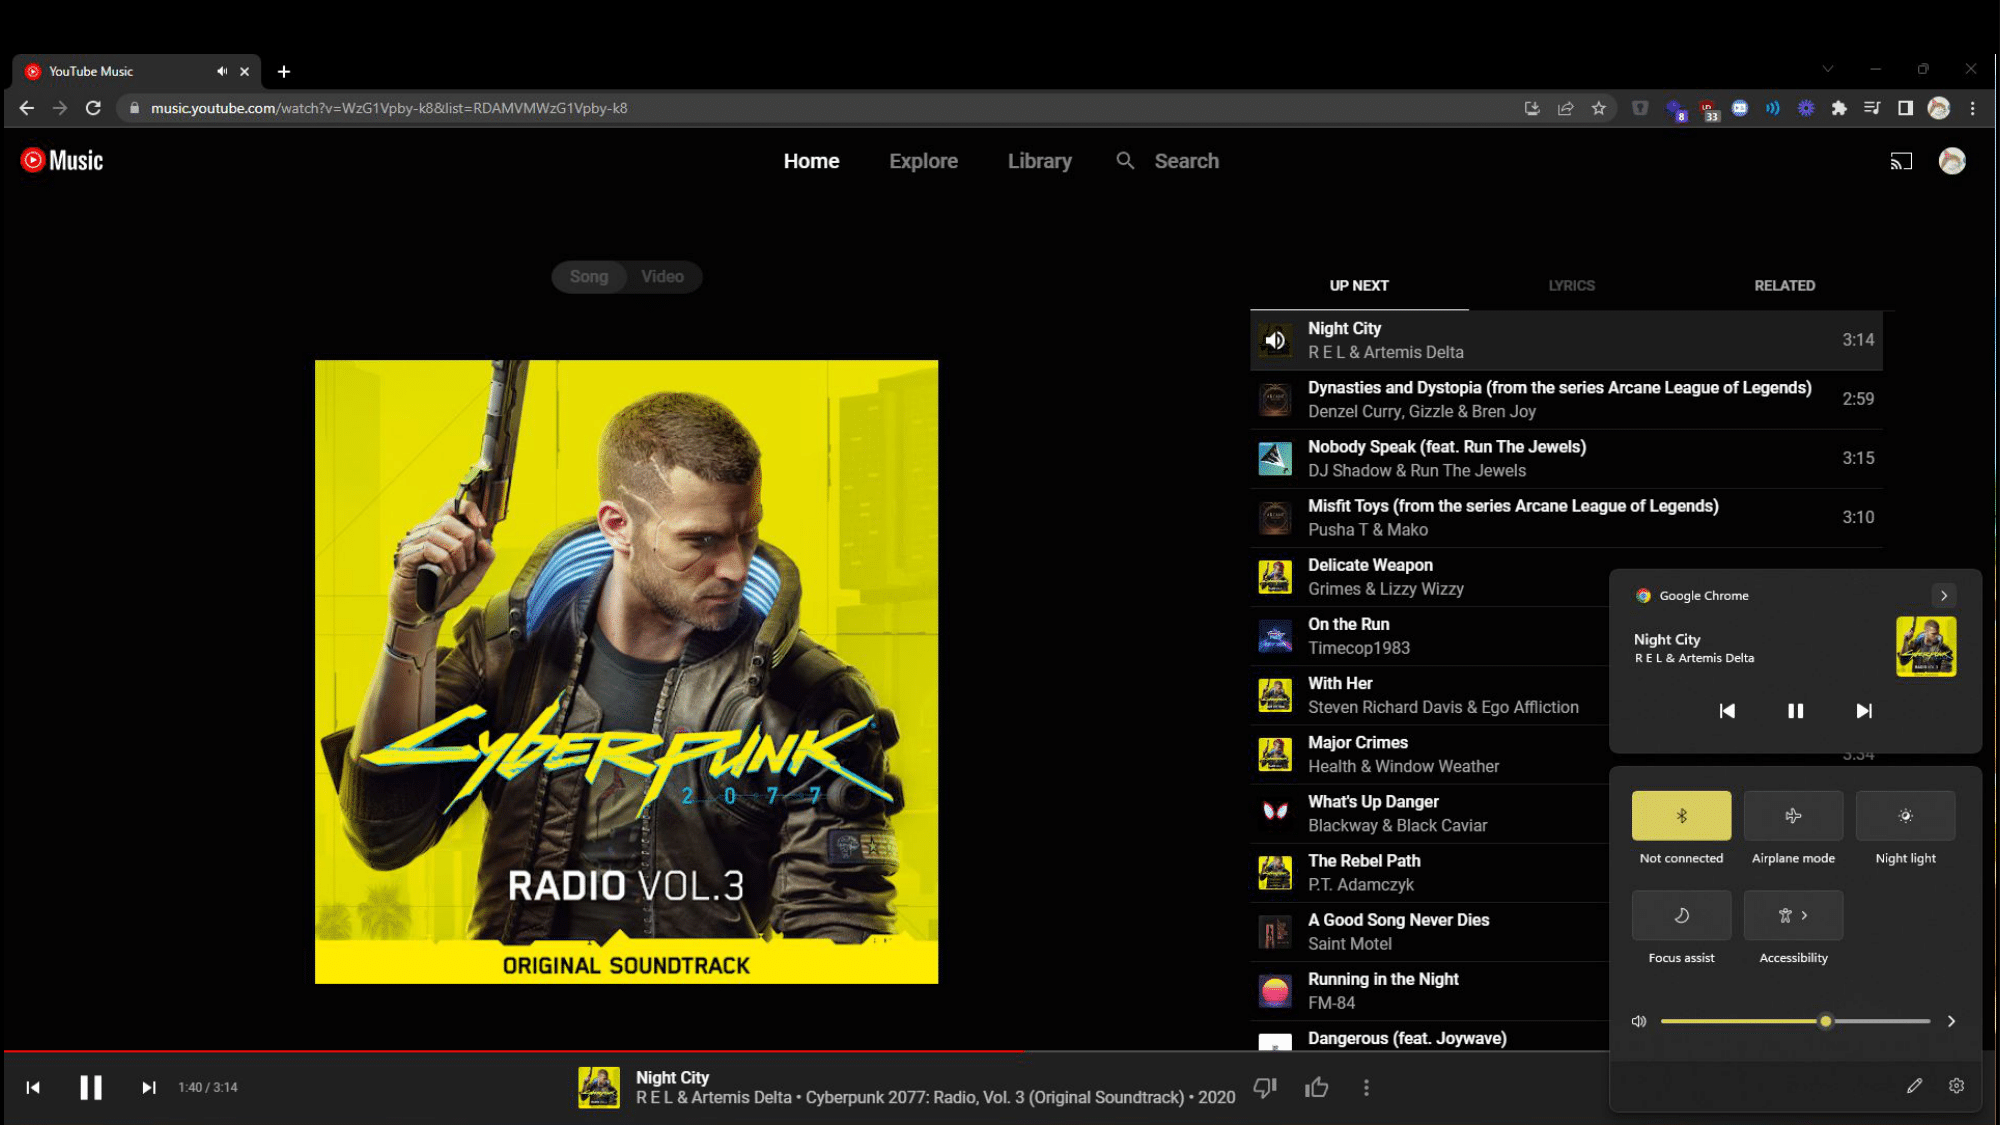 YouTube Music
music.youtube.com/watch?v=WzG1Vpby-k8&list=RDAMVMWzG1Vpby-k8
8
33
Music
Home
Explore
Library
Search
Song
Video
CYBERPUNK
2077
RADIO VOL.3
ORIGINAL SOUNDTRACK
UP NEXT
LYRICS
RELATED
Night City
R E L & Artemis Delta
3:14
Dynasties and Dystopia (from the series Arcane League of Legends)
Denzel Curry, Gizzle & Bren Joy
2:59
Nobody Speak (feat. Run The Jewels)
DJ Shadow & Run The Jewels
3:15
Misfit Toys (from the series Arcane League of Legends)
Pusha T & Mako
3:10
Delicate Weapon
Grimes & Lizzy Wizzy
On the Run
Timecop1983
With Her
Steven Richard Davis & Ego Affliction
Major Crimes
Health & Window Weather
3:34
What's Up Danger
Blackway & Black Caviar
The Rebel Path
P.T. Adamczyk
A Good Song Never Dies
Saint Motel
Running in the Night
FM-84
Dangerous (feat. Joywave)
Google Chrome
Night City
R E L & Artemis Delta
Not connected
Airplane mode
Night light
Focus assist
Accessibility
1:40 / 3:14
Night City
R E L & Artemis Delta • Cyberpunk 2077: Radio, Vol. 3 (Original Soundtrack) • 2020